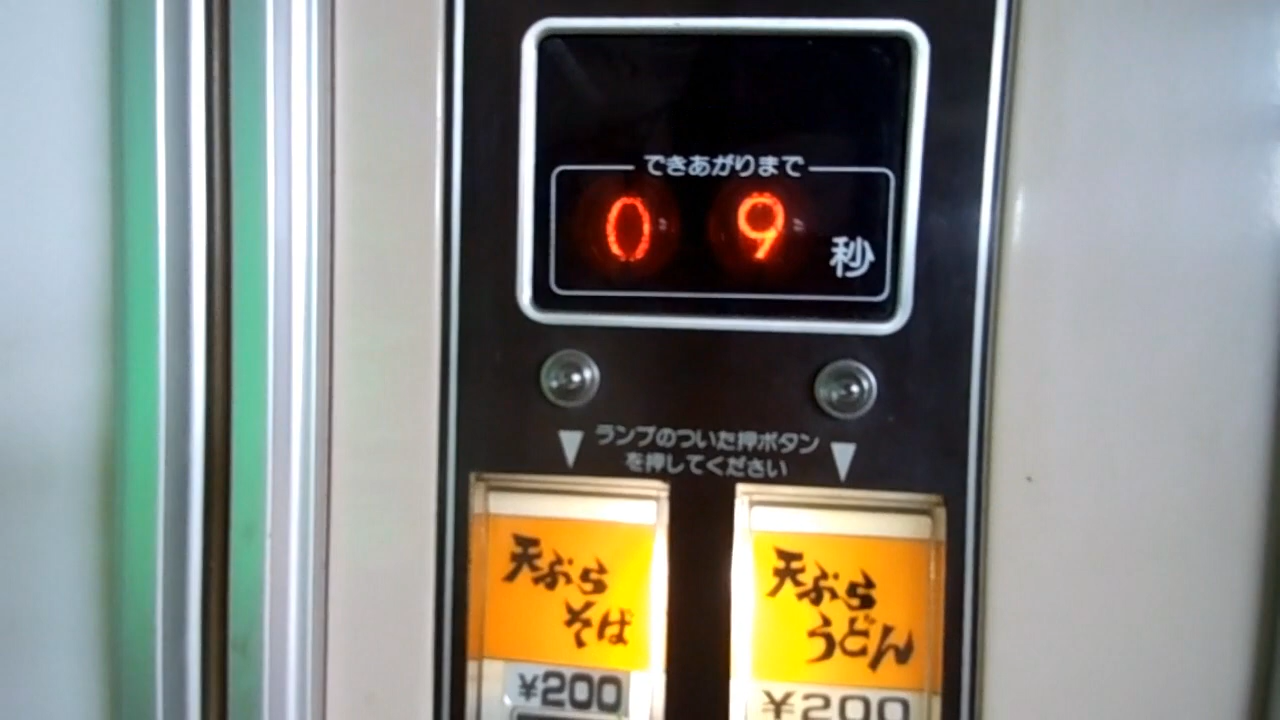 できあがりまで
09秒
ランプのついた押ボタン
を押してください
天ぷら
そば
¥200
天ぷら
うどん
¥200